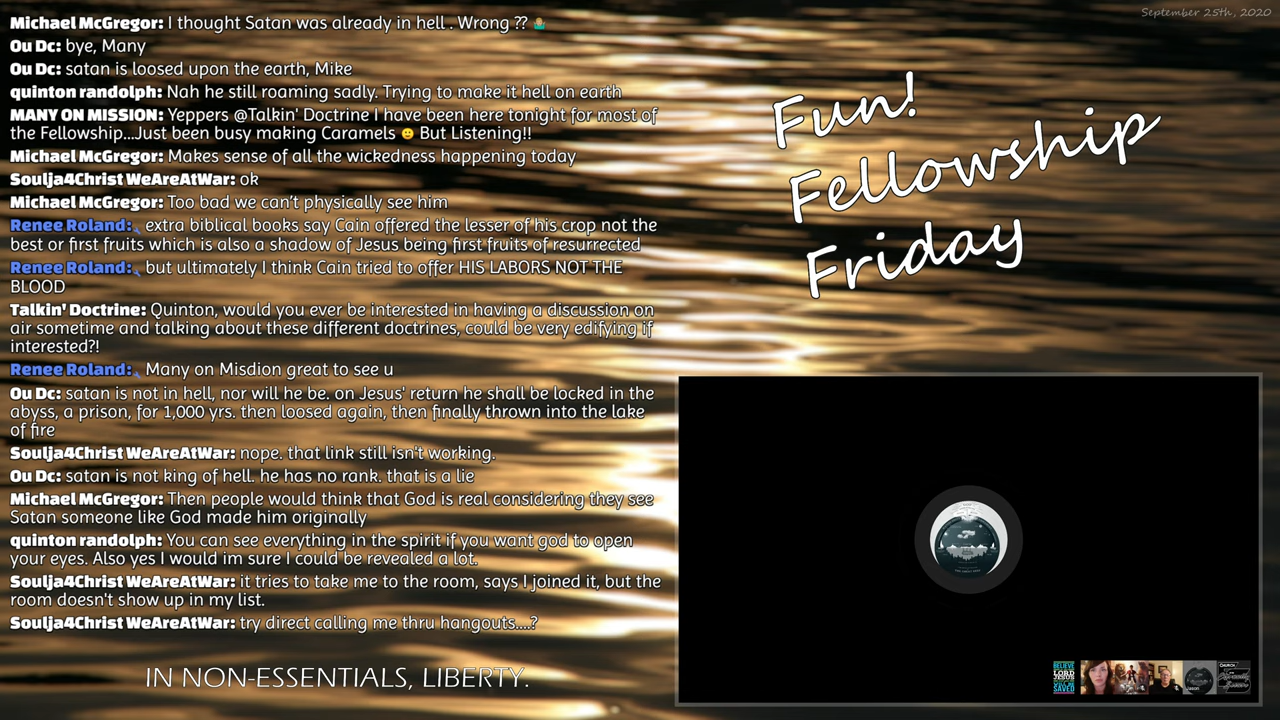 September 25th, 2020
Michael McGregor: I thought Satan was already in hell . Wrong ??
Ou Dc: bye, Many
Ou Dc: satan is loosed upon the earth, Mike
quinton randolph: Nah he still roaming sadly. Trying to make it hell on earth
MANY ON MISSION: Yeppers @Talkin' Doctrine I have been here tonight for most of
the Fellowship...Just been busy making Caramels 🙂 But Listening!!
Michael McGregor: Makes sense of all the wickedness happening today
Soulja4Christ WeAreAtWar: ok
Michael McGregor: Too bad we can't physically see him
Renee Roland: extra biblical books say Cain offered the lesser of his crop not the
best or first fruits which is also a shadow of Jesus being first fruits of resurrected
Renee Roland: but ultimately I think Cain tried to offer HIS LABORS NOT THE
BLOOD
Talkin' Doctrine: Quinton, would you ever be interested in having a discussion on
air sometime and talking about these different doctrines, could be very edifying if
interested?!
Renee Roland: Many on Misdion great to see u
Ou Dc: satan is not in hell, nor will he be. on Jesus' return he shall be locked in the
abyss, a prison, for 1,000 yrs. then loosed again, then finally thrown into the lake
of fire
Soulja4Christ WeAreAtWar: nope. that link still isn't working.
Ou Dc: satan is not king of hell. he has no rank. that is a lie
Michael McGregor: Then people would think that God is real considering they see
Satan someone like God made him originally
quinton randolph: You can see everything in the spirit if you want god to open
your eyes. Also yes I would im sure I could be revealed a lot.
Soulja4Christ WeAreAtWar: it tries to take me to the room, says I joined it, but the
room doesn't show up in my list.
Soulja4Christ WeAreAtWar: try direct calling me thru hangouts....?
IN NON-ESSENTIALS, LIBERTY.
Fun!
Fellowship
Friday
BELIEVE
LORD
JESUS
SAVED
Jason
CHURCH